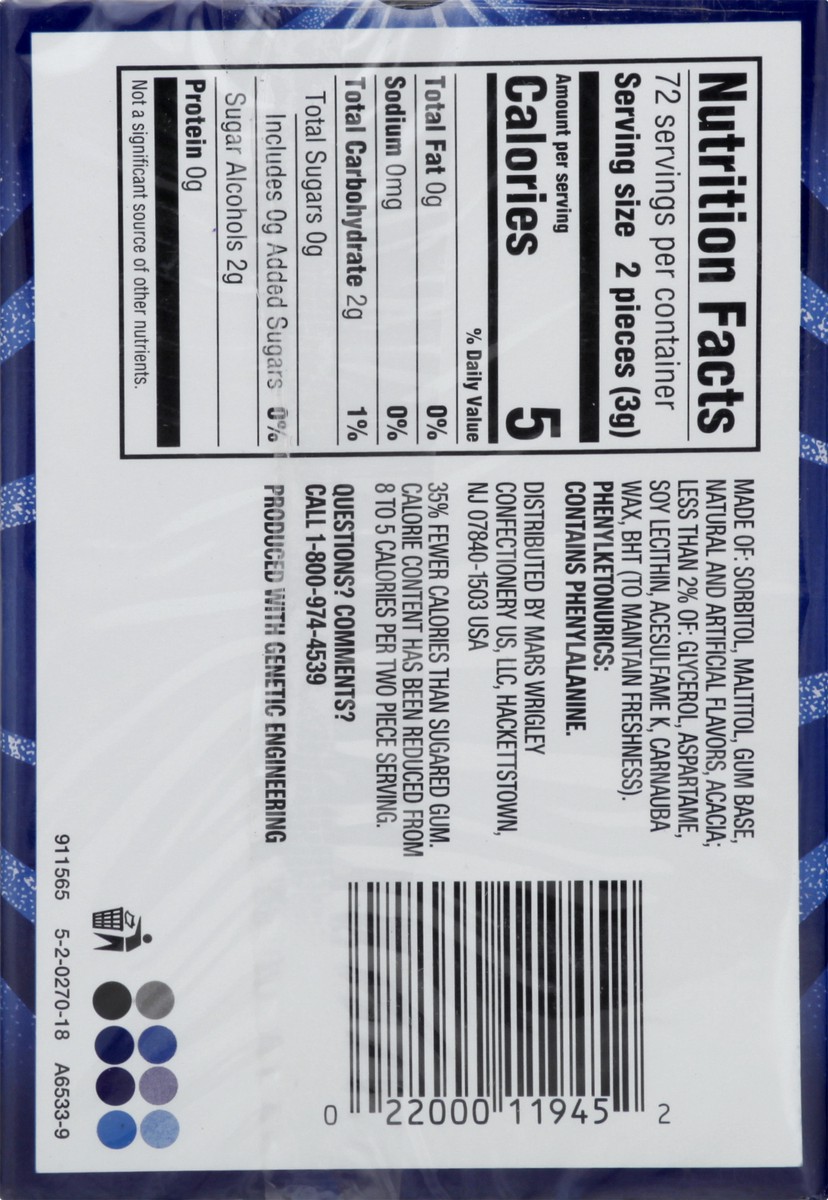 Nutrition Facts
72 servings per container
Serving size 2 pieces (3g)
Amount per serving
Calories 5
% Daily Value
Total Fat 0g 0%
Sodium 0mg 0%
Total Carbohydrate 2g 1%
Total Sugars 0g
Includes 0g Added Sugars 0%
Sugar Alcohols 2g
Protein 0g
Not a significant source of other nutrients.
MADE OF: SORBITOL, MALTITOL, GUM BASE,
NATURAL AND ARTIFICIAL FLAVORS, ACACIA;
LESS THAN 2% OF: GLYCEROL, ASPARTAME,
SOY LECITHIN, ACESULFAME K, CARNAUBA
WAX, BHT (TO MAINTAIN FRESHNESS).
PHENYLKETONURICS:
CONTAINS PHENYLALANINE.
DISTRIBUTED BY MARS WRIGLEY
CONFECTIONERY US, LLC, HACKETTSTOWN,
NJ 07840-1503 USA
35% FEWER CALORIES THAN SUGARED GUM.
CALORIE CONTENT HAS BEEN REDUCED FROM
8 TO 5 CALORIES PER TWO PIECE SERVING.
QUESTIONS? COMMENTS?
CALL 1-800-974-4539
PRODUCED WITH GENETIC ENGINEERING
0 22000 11945 2
911565 5-2-0270-18 A6533-9